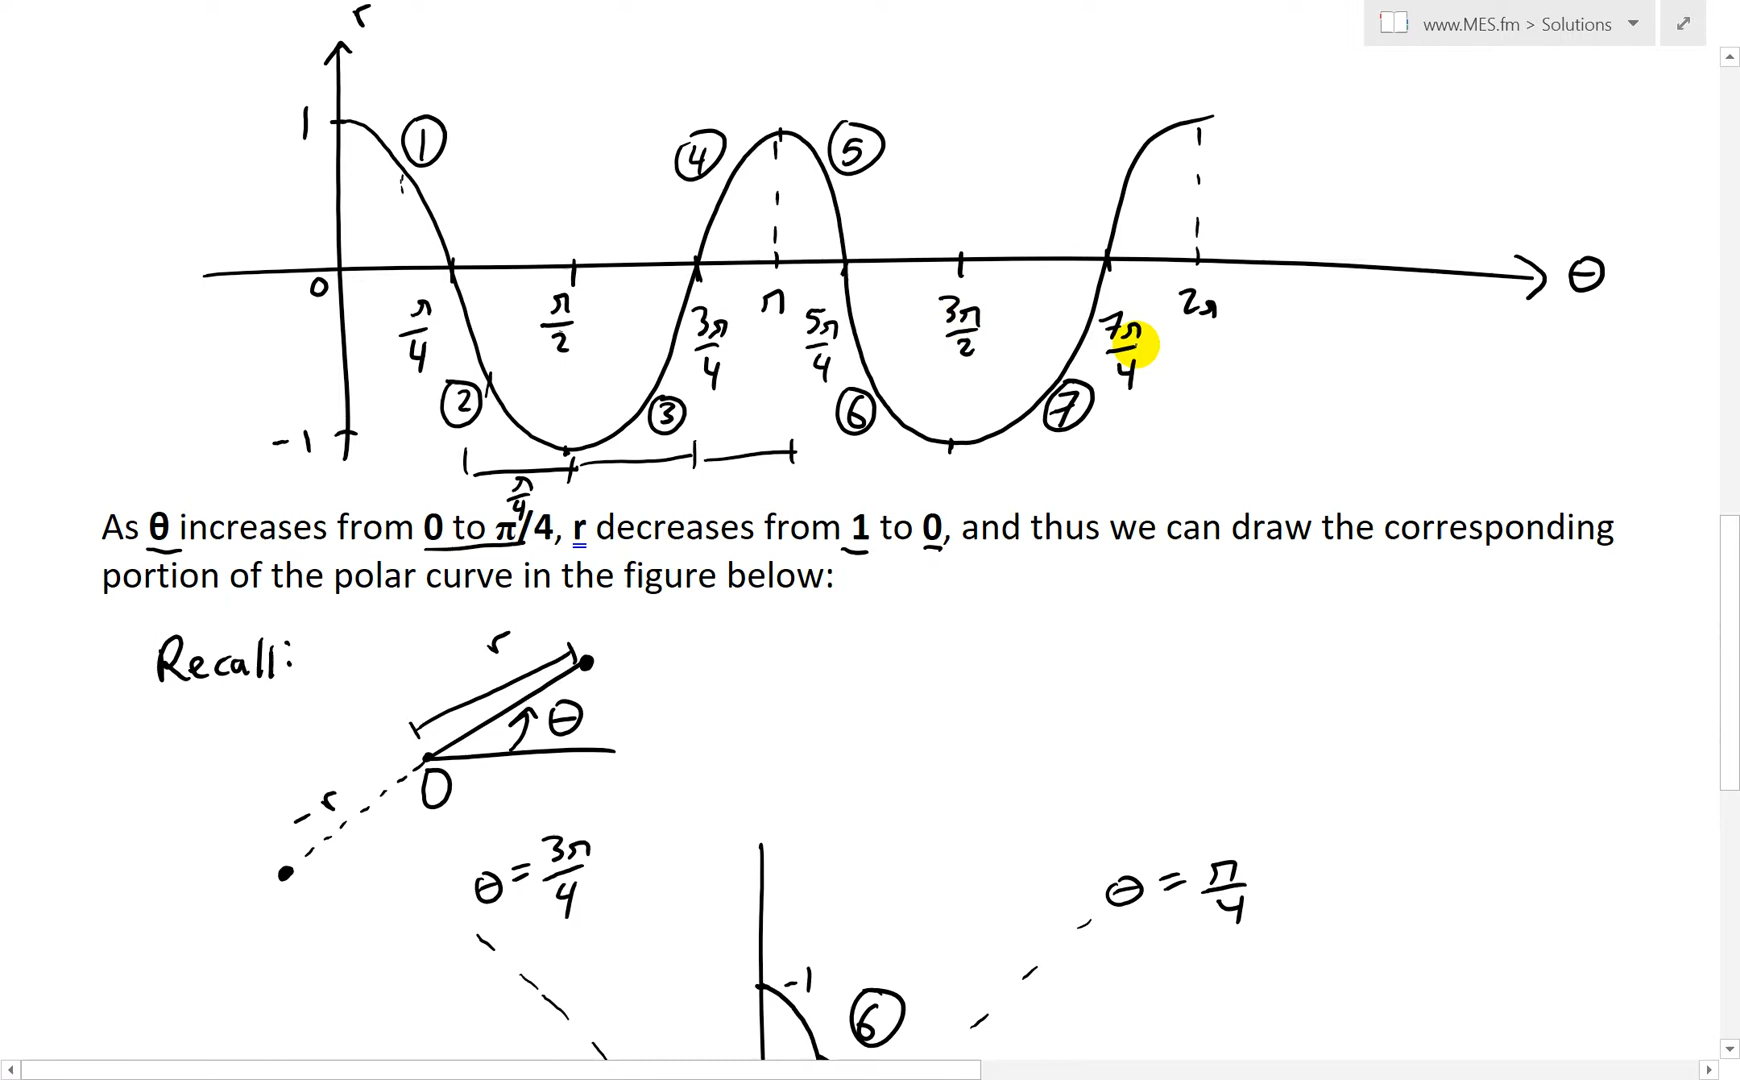 www.MES.fm > Solutions
r
1
①
④
⑤
0
π/4
π/2
3π/4
π
5π/4
3π/2
7π/4
2π
θ
②
③
⑥
⑦
-1
π/4
As θ increases from 0 to π/4, r decreases from 1 to 0, and thus we can draw the corresponding
portion of the polar curve in the figure below:
Recall:
r
θ
O
-r
θ = 3π/4
θ = π/4
-1
⑥